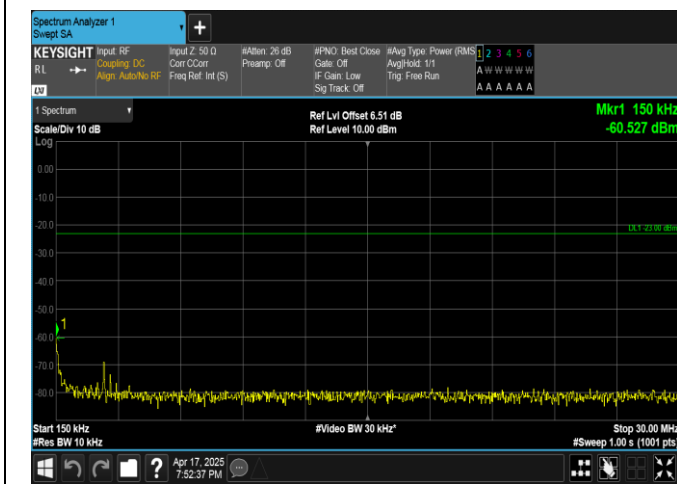 Spectrum Analyzer 1
Swept SA
+
KEYSIGHT Input: RF Input Z: 50 Ω #Atten: 26 dB #PNO: Best Close #Avg Type: Power (RMS 1 2 3 4 5 6
RL Coupling: DC Corr CCorr Preamp: Off Gate: Off Avg|Hold: 1/1 A W W W W W
Align: Auto/No RF Freq Ref: Int (S) IF Gain: Low Trig: Free Run
LXI Sig Track: Off A A A A A A
1 Spectrum
Ref Lvl Offset 6.51 dB Mkr1 150 kHz
Scale/Div 10 dB Ref Level 10.00 dBm -60.527 dBm
Log
0.00
-10.0
-20.0
DL1 -23.00 dBm
-30.0
-40.0
-50.0
1
-60.0
-70.0
-80.0
Start 150 kHz #Video BW 30 kHz* Stop 30.00 MHz
#Res BW 10 kHz #Sweep 1.00 s (1001 pts)
? Apr 17, 2025
7:52:37 PM